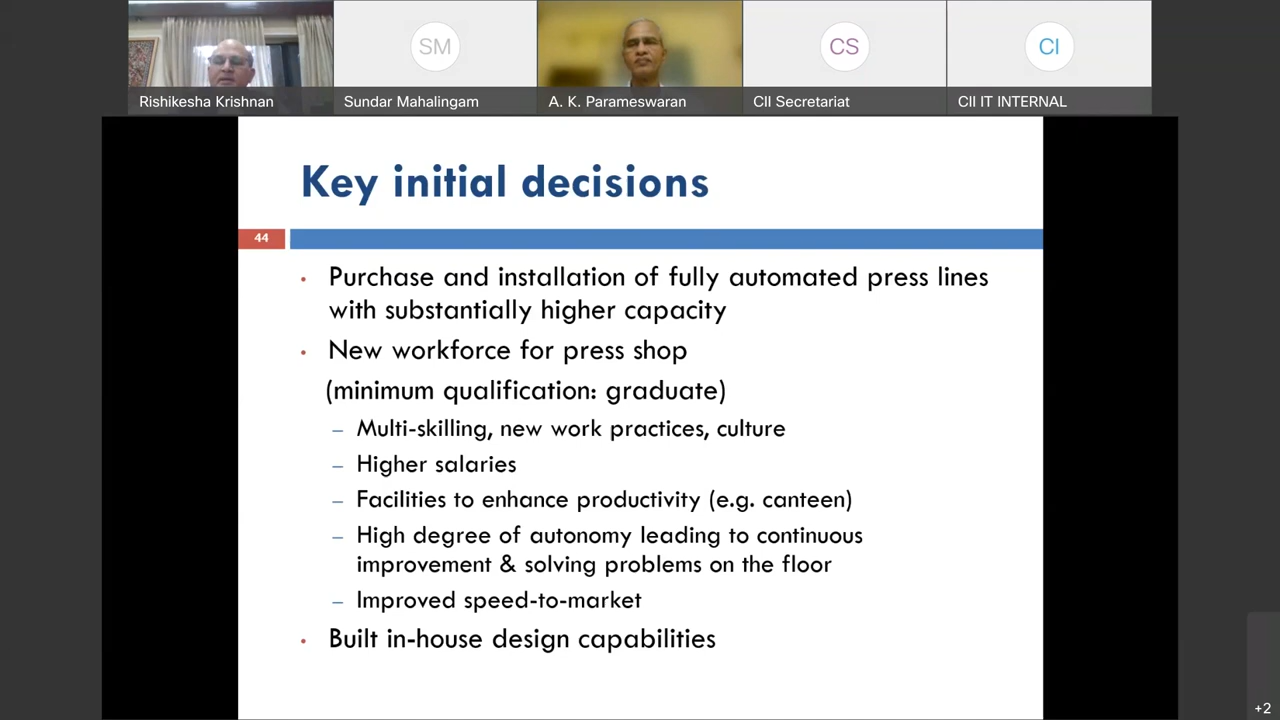 SM
CS
CI
Rishikesha Krishnan
Sundar Mahalingam
A. K. Parameswaran
CII Secretariat
CII IT INTERNAL
Key initial decisions
44
• Purchase and installation of fully automated press lines
with substantially higher capacity
• New workforce for press shop
(minimum qualification: graduate)
– Multi-skilling, new work practices, culture
– Higher salaries
– Facilities to enhance productivity (e.g. canteen)
– High degree of autonomy leading to continuous
improvement & solving problems on the floor
– Improved speed-to-market
• Built in-house design capabilities
+2